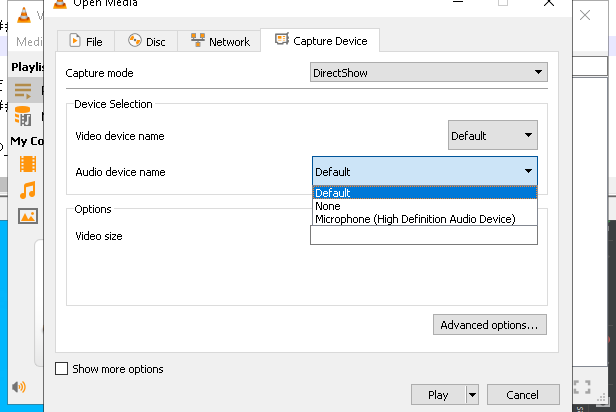 Open Media
File
Disc
Network
Capture Device
Medi
Playlis
My Co
Capture mode
DirectShow
Device Selection
Video device name
Default
Audio device name
Default
Default
None
Microphone (High Definition Audio Device)
Options
Video size
Advanced options...
Show more options
Play
Cancel